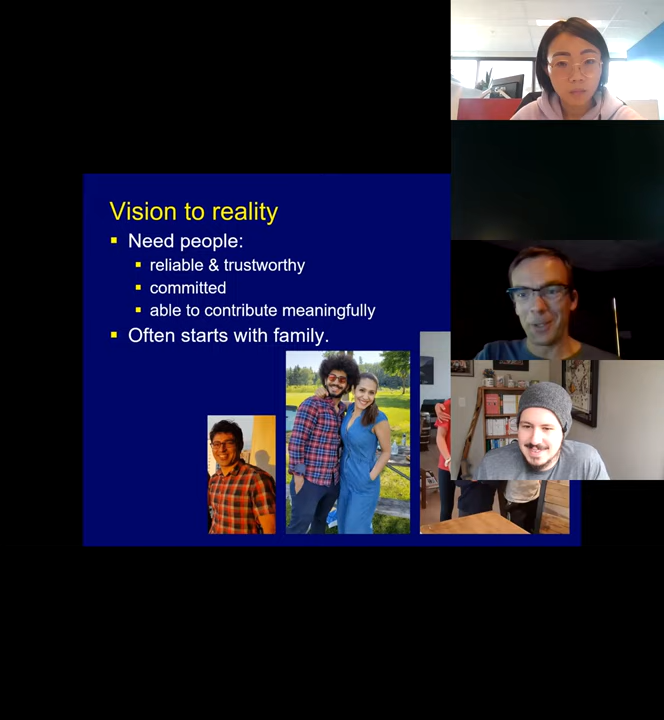 Vision to reality
Need people:
reliable & trustworthy
committed
able to contribute meaningfully
Often starts with family.